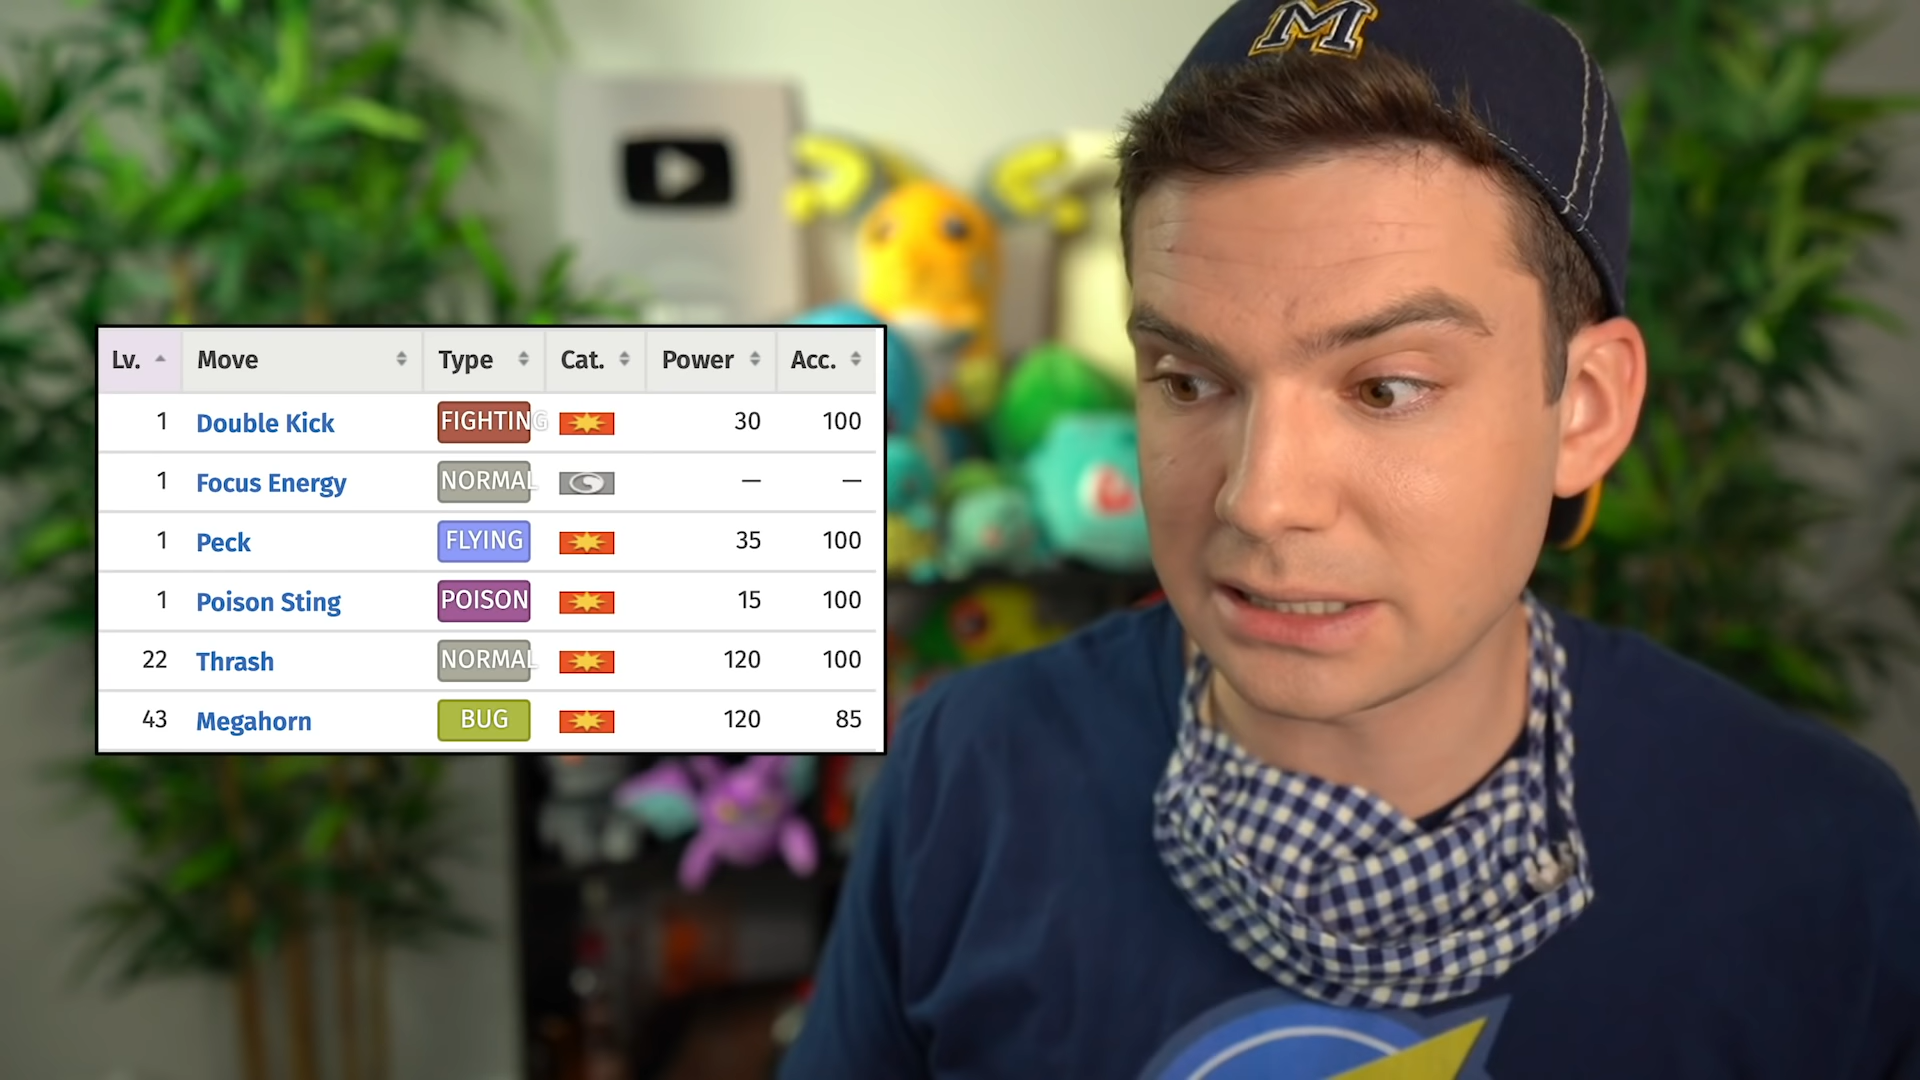 M
Lv. Move Type Cat. Power Acc.
1 Double Kick FIGHTING 30 100
1 Focus Energy NORMAL — —
1 Peck FLYING 35 100
1 Poison Sting POISON 15 100
22 Thrash NORMAL 120 100
43 Megahorn BUG 120 85